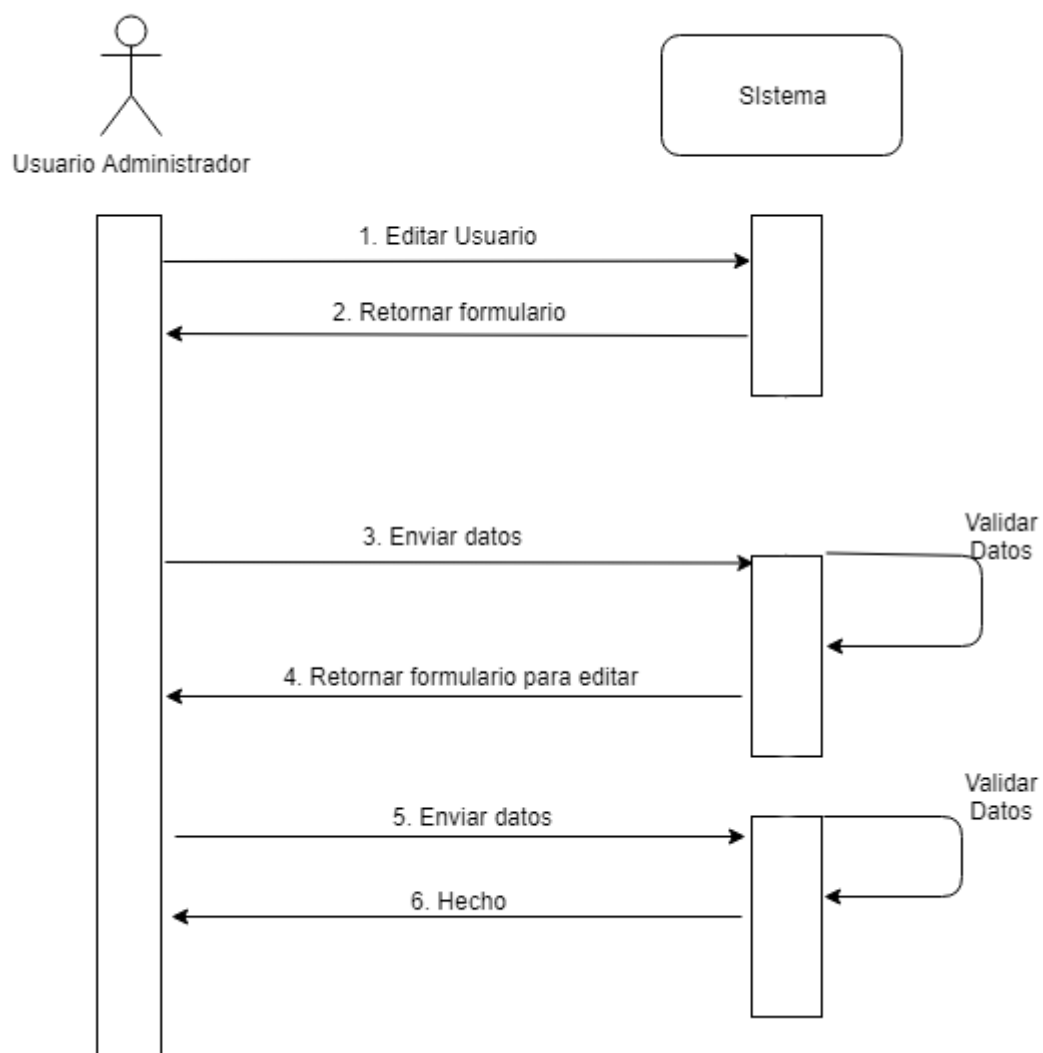 SIstema
Usuario Administrador
1. Editar Usuario
2. Retornar formulario
Validar
Datos
3. Enviar datos
4. Retornar formulario para editar
Validar
Datos
5. Enviar datos
6. Hecho